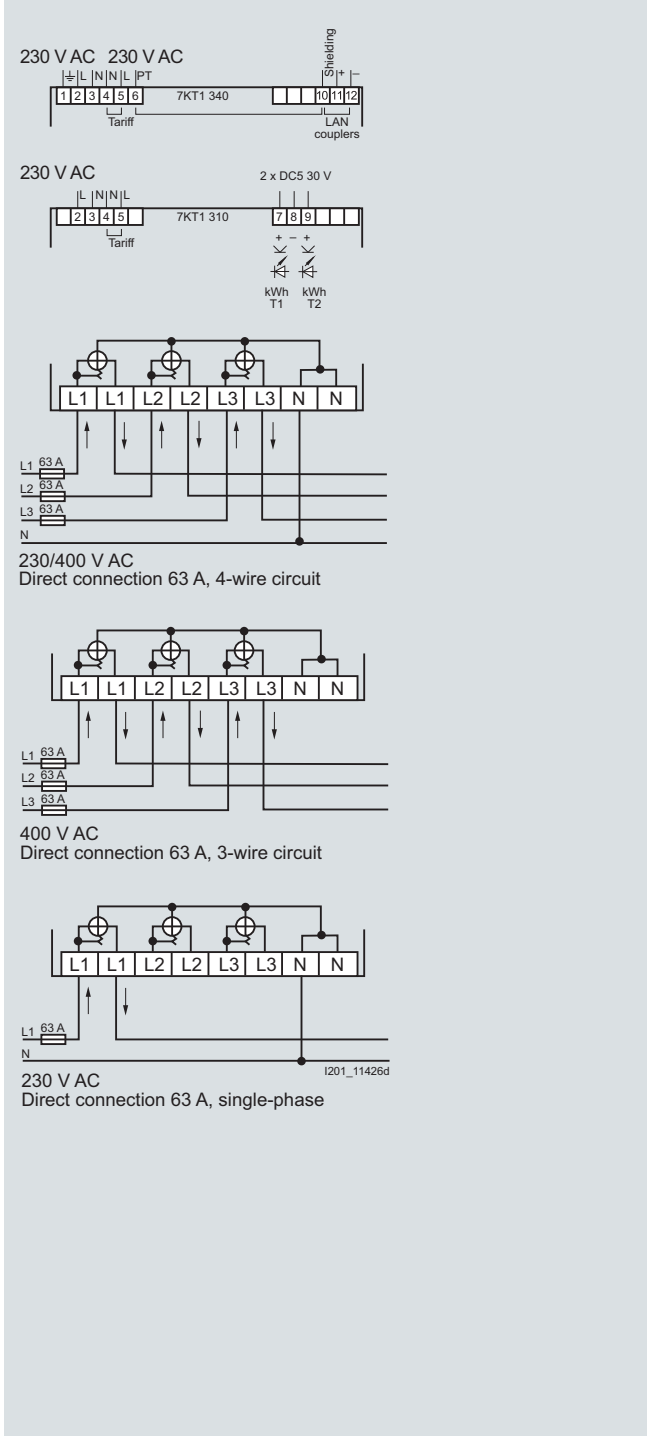 Shielding
230 V AC 230 V AC
L N N L PT + –
1 2 3 4 5 6 7KT1 340 10 11 12
Tariff LAN
couplers
230 V AC 2 x DC5 30 V
L N N L
2 3 4 5 7KT1 310 7 8 9
Tariff + – +
kWh kWh
T1 T2
L1 L1 L2 L2 L3 L3 N N
L1 63 A
L2 63 A
L3 63 A
N
230/400 V AC
Direct connection 63 A, 4-wire circuit
L1 L1 L2 L2 L3 L3 N N
L1 63 A
L2 63 A
L3 63 A
400 V AC
Direct connection 63 A, 3-wire circuit
L1 L1 L2 L2 L3 L3 N N
L1 63 A
N
I201_11426d
230 V AC
Direct connection 63 A, single-phase